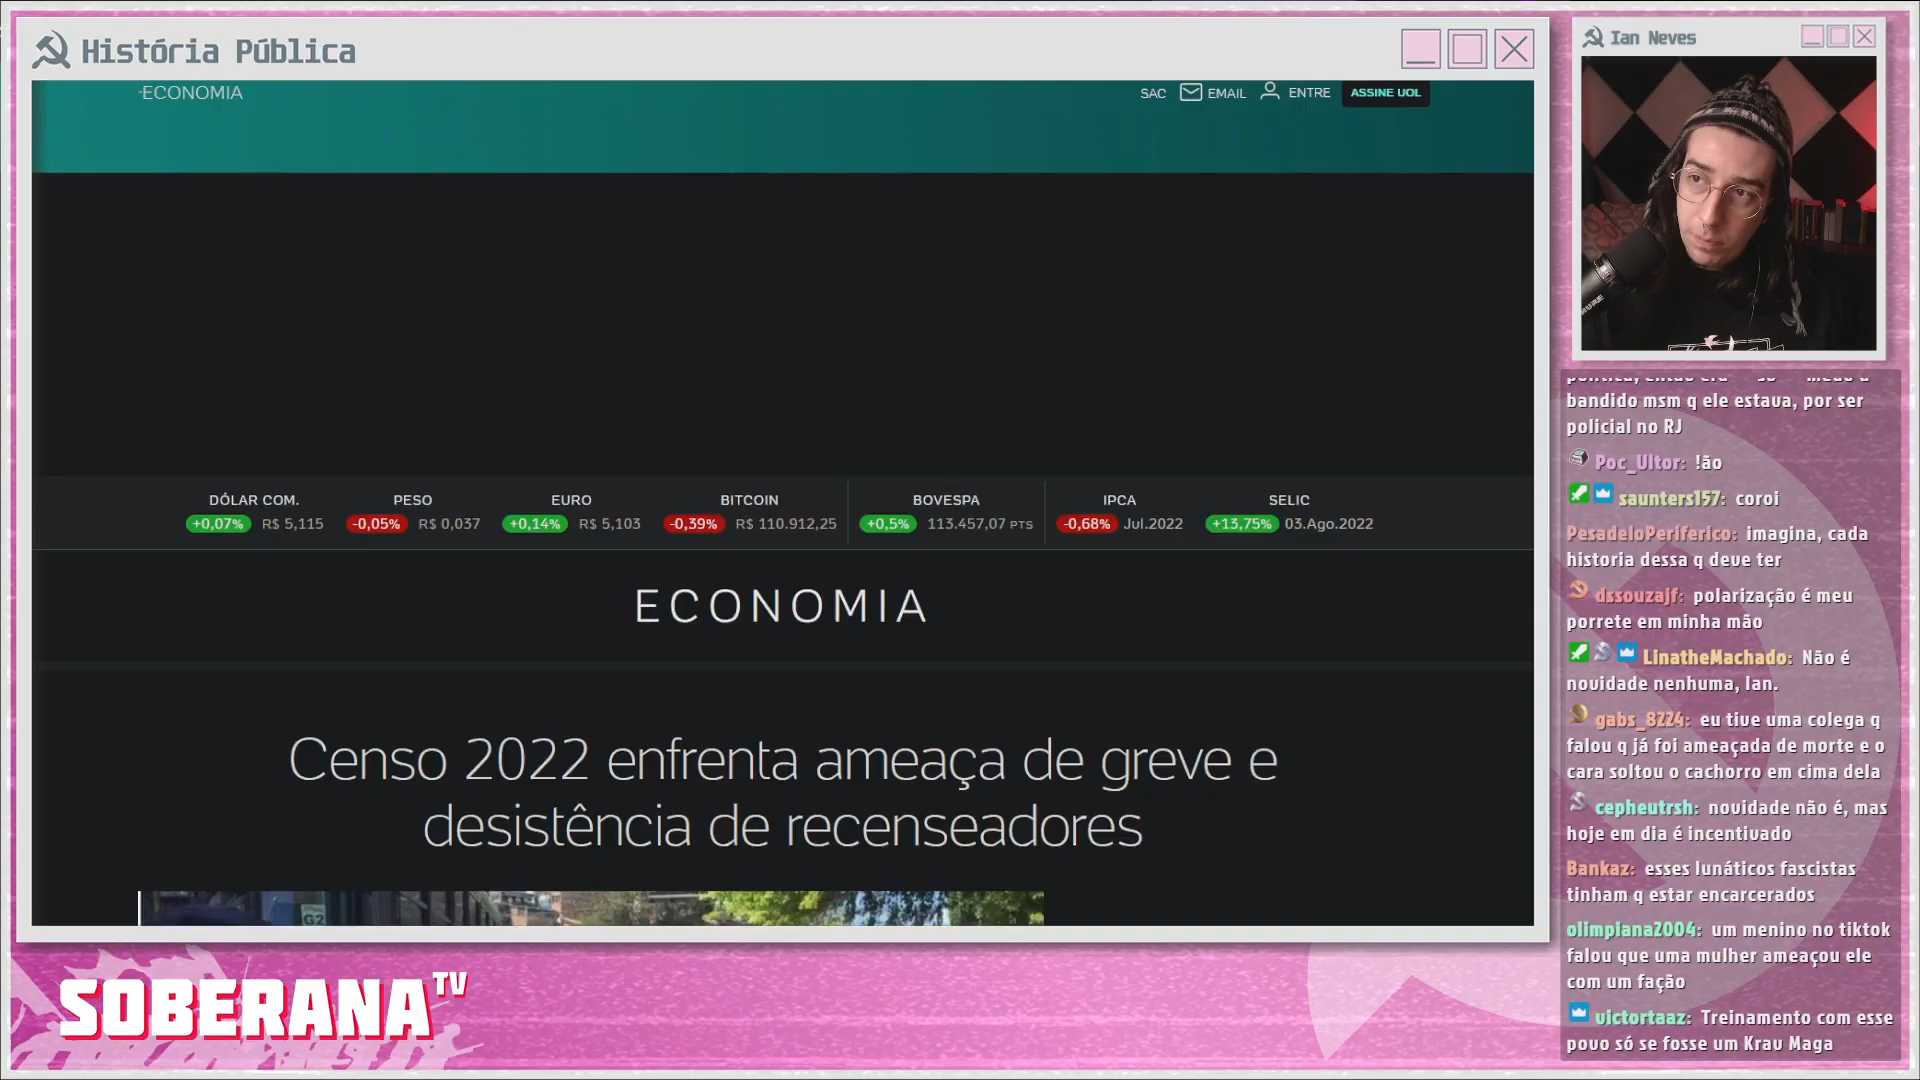 História Pública
-ECONOMIA
SAC EMAIL ENTRE ASSINE UOL
DÓLAR COM. PESO EURO BITCOIN BOVESPA IPCA SELIC
+0,07% R$ 5,115 -0,05% R$ 0,037 +0,14% R$ 5,103 -0,39% R$ 110.912,25 +0,5% 113.457,07 PTS -0,68% Jul.2022 +13,75% 03.Ago.2022
ECONOMIA
Censo 2022 enfrenta ameaça de greve e
desistência de recenseadores
G2
SOBERANA TV
Ian Neves
bandido msm q ele estava, por ser
policial no RJ
Poc_Ultor: !ão
saunters157: coroi
PesadeloPeriferico: imagina, cada
historia dessa q deve ter
dssouzajf: polarização é meu
porrete em minha mão
LinatheMachado: Não é
novidade nenhuma, Ian.
gabs_8224: eu tive uma colega q
falou q já foi ameaçada de morte e o
cara soltou o cachorro em cima dela
cepheutrsh: novidade não é, mas
hoje em dia é incentivado
Bankaz: esses lunáticos fascistas
tinham q estar encarcerados
olimpiana2004: um menino no tiktok
falou que uma mulher ameaçou ele
com um facão
victortaaz: Treinamento com esse
povo só se fosse um Krav Maga